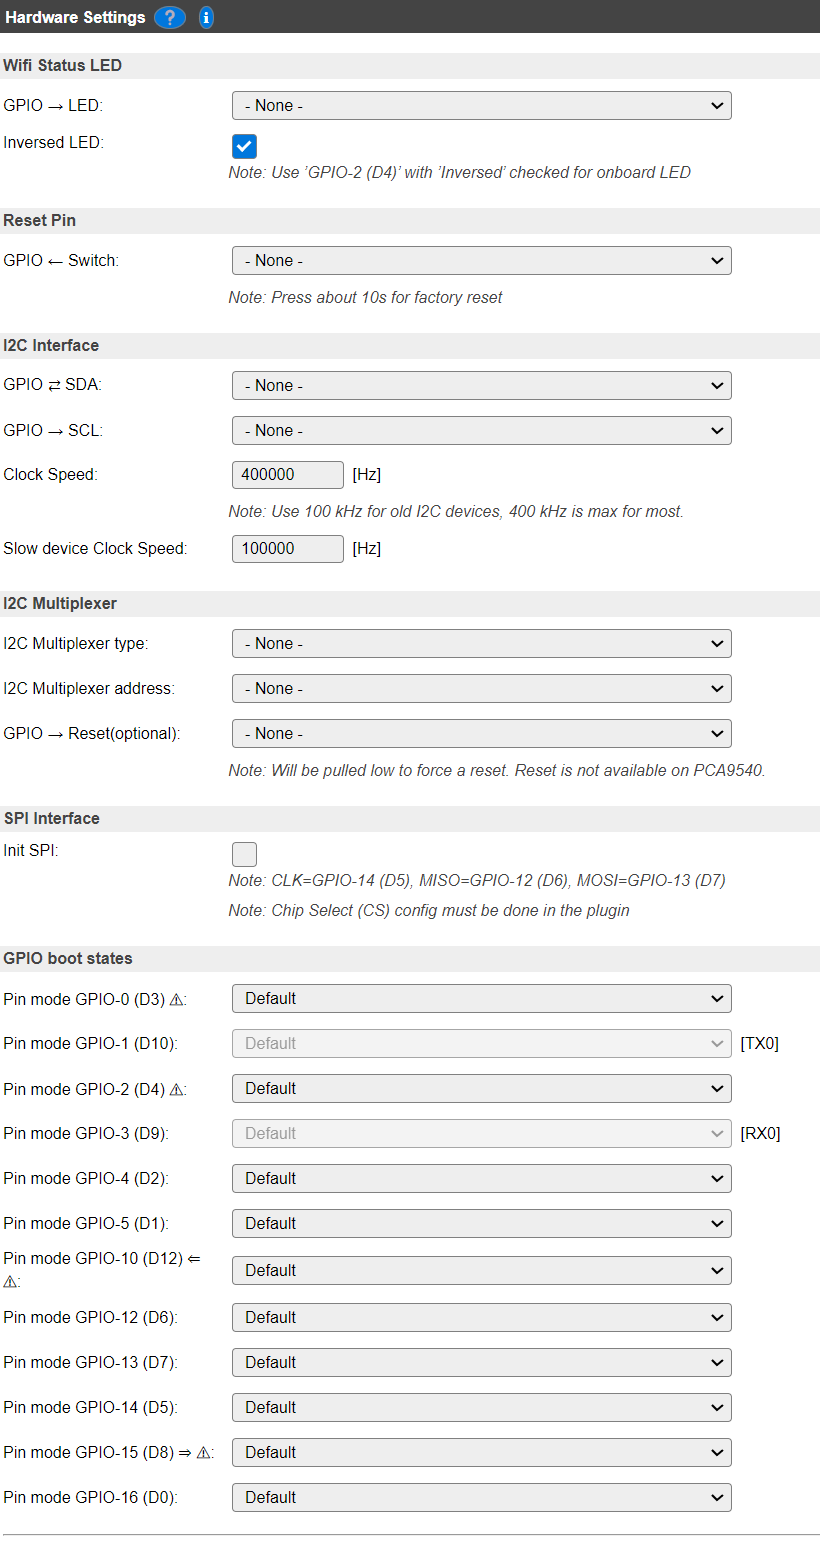 Hardware Settings ? i
Wifi Status LED
GPIO → LED: - None -
Inversed LED:
Note: Use ’GPIO-2 (D4)’ with ’Inversed’ checked for onboard LED
Reset Pin
GPIO ← Switch: - None -
Note: Press about 10s for factory reset
I2C Interface
GPIO ⇄ SDA: - None -
GPIO → SCL: - None -
Clock Speed: 400000 [Hz]
Note: Use 100 kHz for old I2C devices, 400 kHz is max for most.
Slow device Clock Speed: 100000 [Hz]
I2C Multiplexer
I2C Multiplexer type: - None -
I2C Multiplexer address: - None -
GPIO → Reset(optional): - None -
Note: Will be pulled low to force a reset. Reset is not available on PCA9540.
SPI Interface
Init SPI:
Note: CLK=GPIO-14 (D5), MISO=GPIO-12 (D6), MOSI=GPIO-13 (D7)
Note: Chip Select (CS) config must be done in the plugin
GPIO boot states
Pin mode GPIO-0 (D3) ⚠: Default
Pin mode GPIO-1 (D10): Default [TX0]
Pin mode GPIO-2 (D4) ⚠: Default
Pin mode GPIO-3 (D9): Default [RX0]
Pin mode GPIO-4 (D2): Default
Pin mode GPIO-5 (D1): Default
Pin mode GPIO-10 (D12) ⇐
⚠: Default
Pin mode GPIO-12 (D6): Default
Pin mode GPIO-13 (D7): Default
Pin mode GPIO-14 (D5): Default
Pin mode GPIO-15 (D8) ⇒ ⚠: Default
Pin mode GPIO-16 (D0): Default